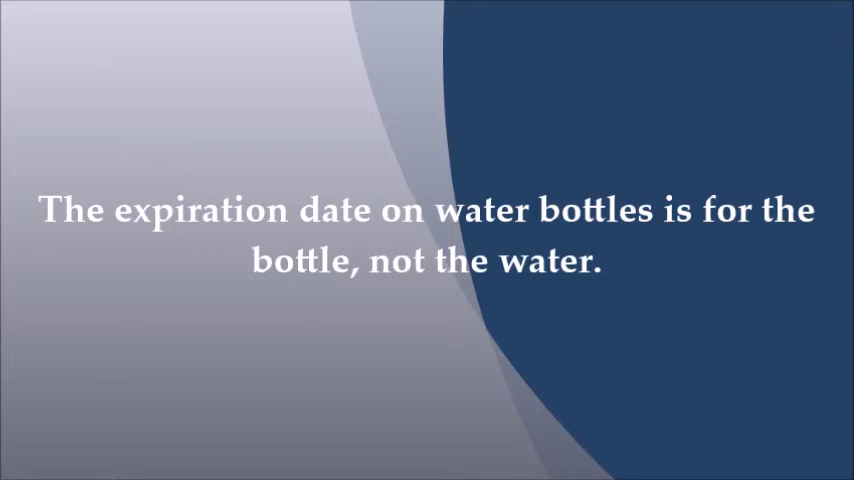 The expiration date on water bottles is for the
bottle, not the water.